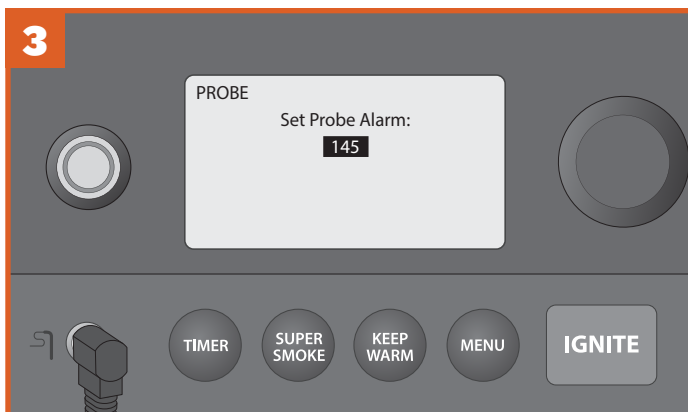 3
PROBE
Set Probe Alarm:
145
TIMER
SUPER
SMOKE
KEEP
WARM
MENU
IGNITE